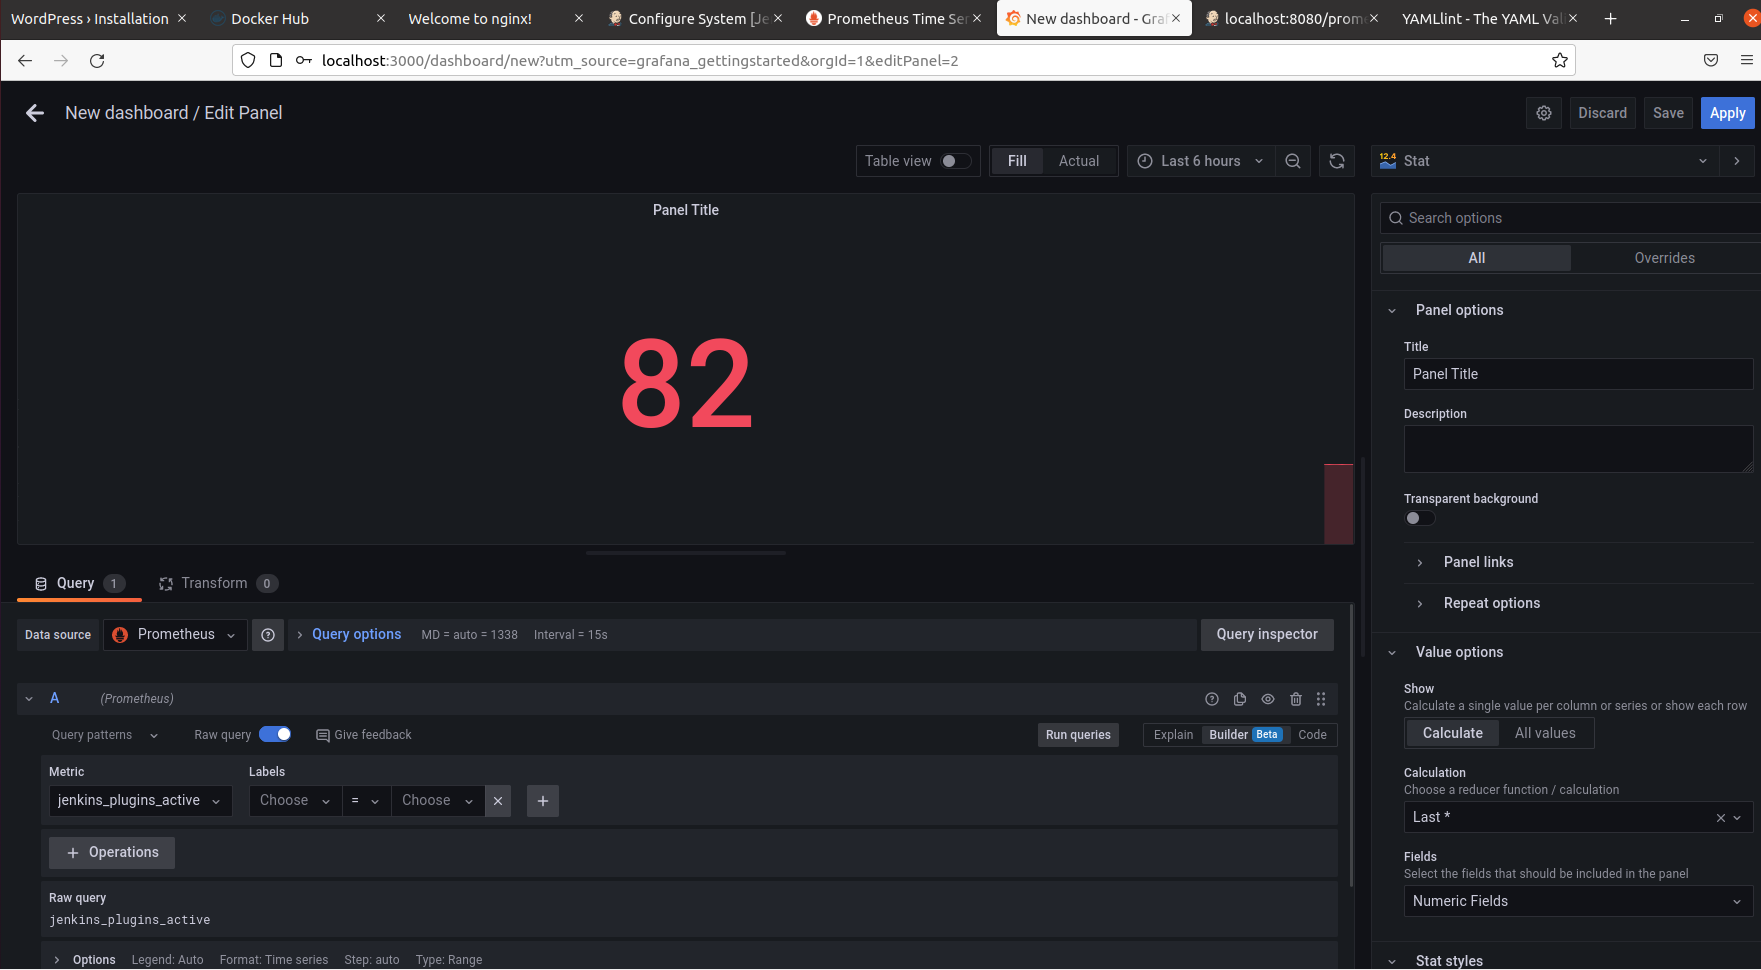 WordPress › Installation
Docker Hub
Welcome to nginx!
Configure System [Je
Prometheus Time Ser
New dashboard - Graf
localhost:8080/prome
YAMLlint - The YAML Vali
localhost:3000/dashboard/new?utm_source=grafana_gettingstarted&orgId=1&editPanel=2
New dashboard / Edit Panel
Discard
Save
Apply
Table view
Fill
Actual
Last 6 hours
12.4
Stat
Panel Title
82
Search options
All
Overrides
Panel options
Title
Panel Title
Description
Transparent background
Panel links
Repeat options
Value options
Show
Calculate a single value per column or series or show each row
Calculate
All values
Calculation
Choose a reducer function / calculation
Last *
Fields
Select the fields that should be included in the panel
Numeric Fields
Stat styles
Query 1
Transform 0
Data source
Prometheus
Query options
MD = auto = 1338
Interval = 15s
Query inspector
A
(Prometheus)
Query patterns
Raw query
Give feedback
Run queries
Explain
Builder Beta
Code
Metric
Labels
jenkins_plugins_active
Choose
=
Choose
Operations
Raw query
jenkins_plugins_active
Options
Legend: Auto
Format: Time series
Step: auto
Type: Range